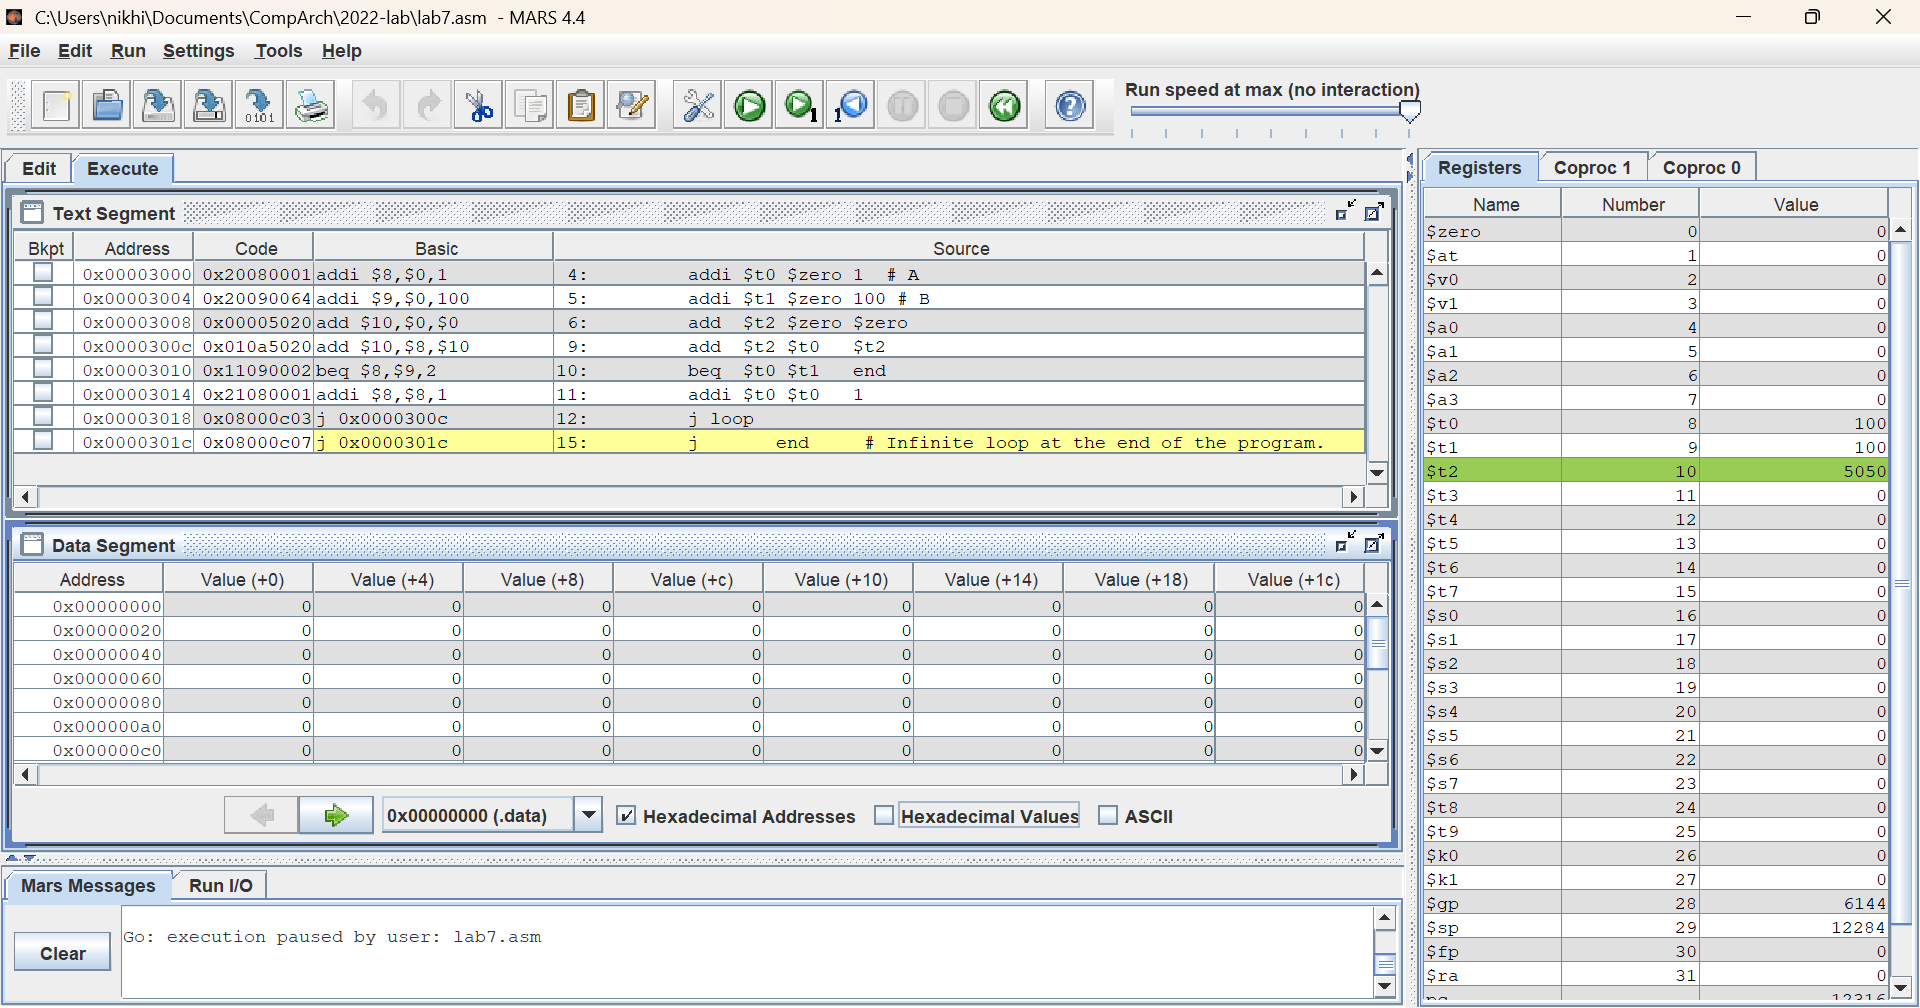 C:\Users\nikhi\Documents\CompArch\2022-lab\lab7.asm - MARS 4.4
File Edit Run Settings Tools Help
Run speed at max (no interaction)
Edit Execute
Text Segment
Bkpt Address Code Basic Source
0x00003000 0x20080001 addi $8,$0,1 4: addi $t0 $zero 1 # A
0x00003004 0x20090064 addi $9,$0,100 5: addi $t1 $zero 100 # B
0x00003008 0x00005020 add $10,$0,$0 6: add $t2 $zero $zero
0x0000300c 0x010a5020 add $10,$8,$10 9: add $t2 $t0 $t2
0x00003010 0x11090002 beq $8,$9,2 10: beq $t0 $t1 end
0x00003014 0x21080001 addi $8,$8,1 11: addi $t0 $t0 1
0x00003018 0x08000c03 j 0x0000300c 12: j loop
0x0000301c 0x08000c07 j 0x0000301c 15: j end # Infinite loop at the end of the program.
Data Segment
Address Value (+0) Value (+4) Value (+8) Value (+c) Value (+10) Value (+14) Value (+18) Value (+1c)
0x00000000 0 0 0 0 0 0 0 0
0x00000020 0 0 0 0 0 0 0 0
0x00000040 0 0 0 0 0 0 0 0
0x00000060 0 0 0 0 0 0 0 0
0x00000080 0 0 0 0 0 0 0 0
0x000000a0 0 0 0 0 0 0 0 0
0x000000c0 0 0 0 0 0 0 0 0
0x00000000 (.data) Hexadecimal Addresses Hexadecimal Values ASCII
Mars Messages Run I/O
Clear
Go: execution paused by user: lab7.asm
Registers Coproc 1 Coproc 0
Name Number Value
$zero 0 0
$at 1 0
$v0 2 0
$v1 3 0
$a0 4 0
$a1 5 0
$a2 6 0
$a3 7 0
$t0 8 100
$t1 9 100
$t2 10 5050
$t3 11 0
$t4 12 0
$t5 13 0
$t6 14 0
$t7 15 0
$s0 16 0
$s1 17 0
$s2 18 0
$s3 19 0
$s4 20 0
$s5 21 0
$s6 22 0
$s7 23 0
$t8 24 0
$t9 25 0
$k0 26 0
$k1 27 0
$gp 28 6144
$sp 29 12284
$fp 30 0
$ra 31 0
pc 12316